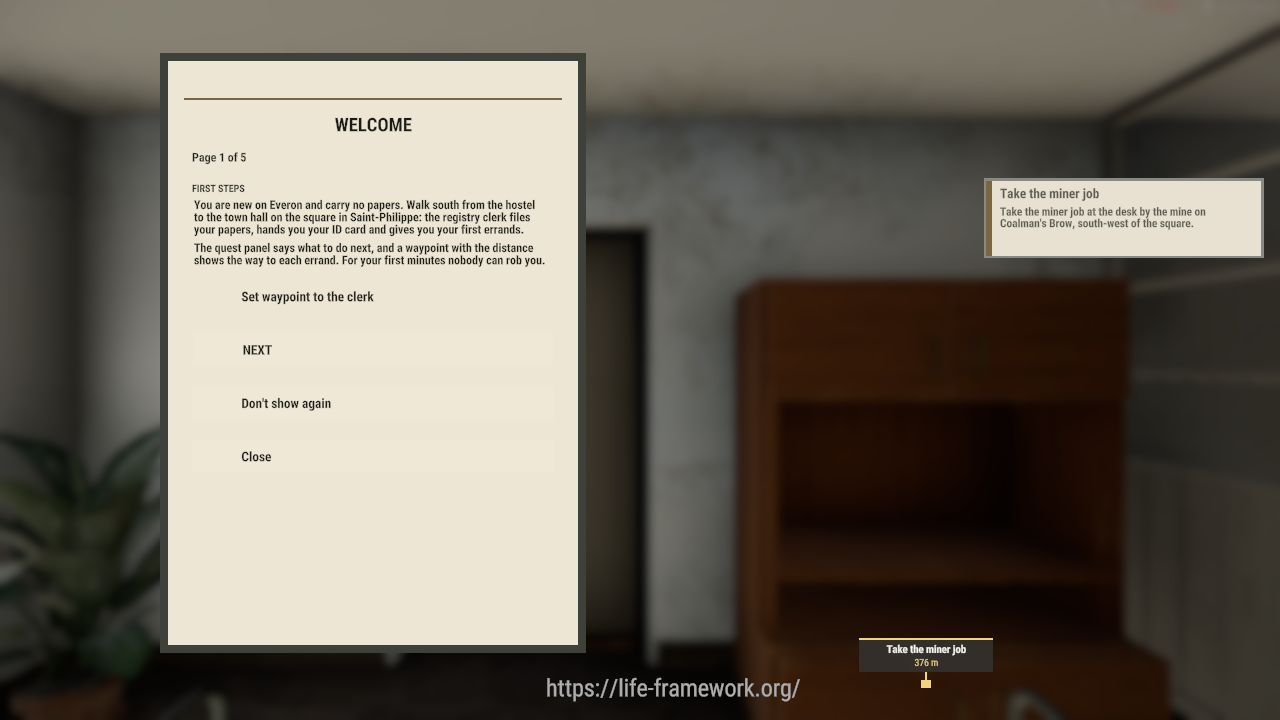 WELCOME
Page 1 of 5
FIRST STEPS
You are new on Everon and carry no papers. Walk south from the hostel
to the town hall on the square in Saint-Philippe: the registry clerk files
your papers, hands you your ID card and gives you your first errands.
The quest panel says what to do next, and a waypoint with the distance
shows the way to each errand. For your first minutes nobody can rob you.
Set waypoint to the clerk
NEXT
Don't show again
Close
Take the miner job
Take the miner job at the desk by the mine on
Coalman's Brow, south-west of the square.
Take the miner job
376 m
https://life-framework.org/